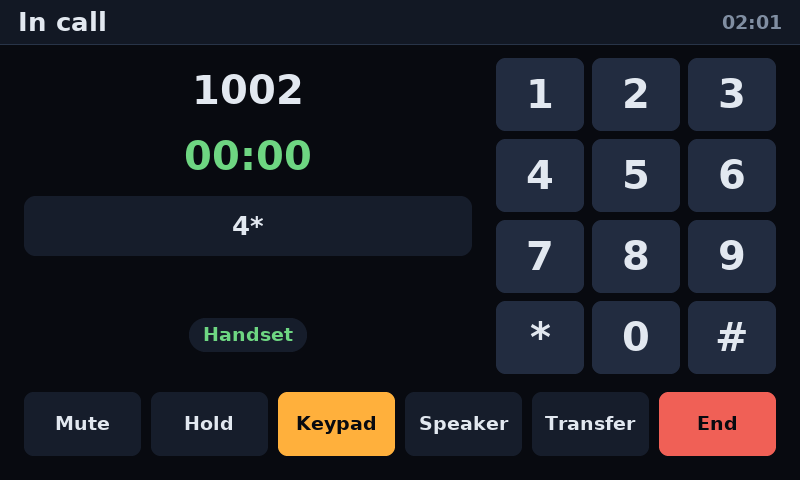 In call
02:01
1002
00:00
4*
Handset
1 2 3
4 5 6
7 8 9
* 0 #
Mute Hold Keypad Speaker Transfer End